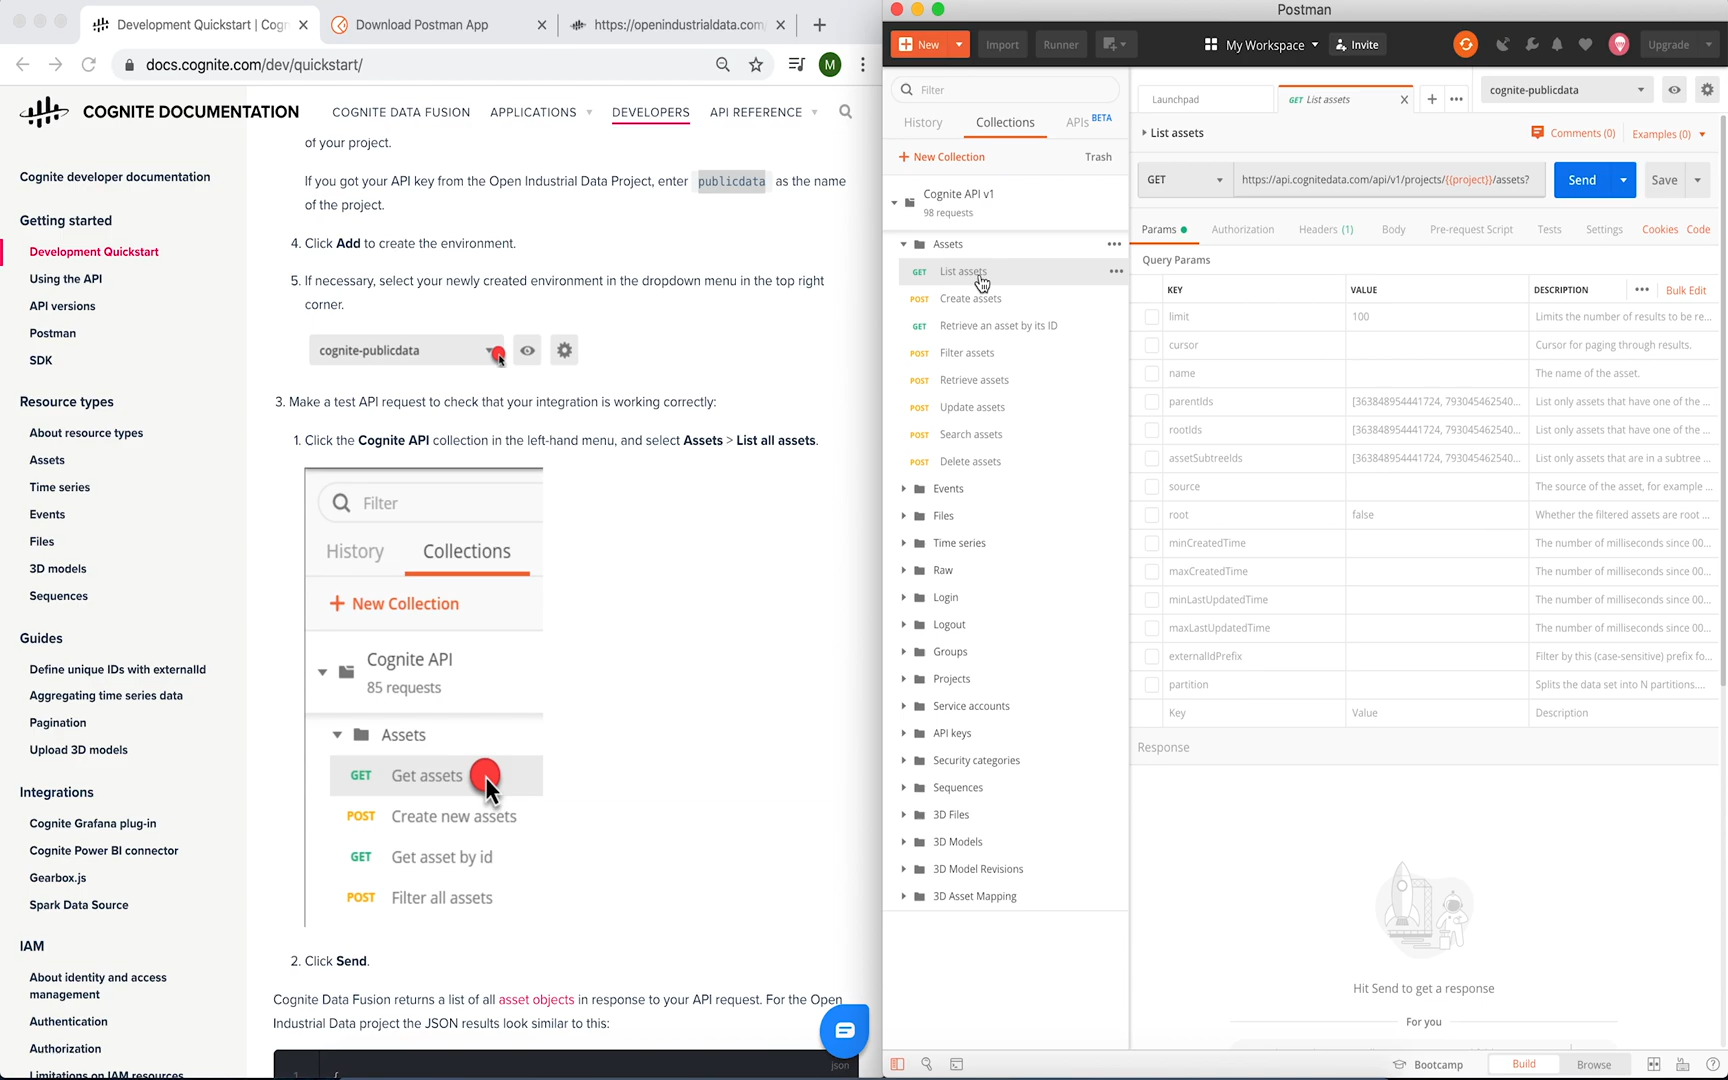 Development Quickstart | Cogn
Download Postman App
https://openindustrialdata.com
docs.cognite.com/dev/quickstart/
M
COGNITE DOCUMENTATION
COGNITE DATA FUSION
APPLICATIONS
DEVELOPERS
API REFERENCE
Cognite developer documentation
Getting started
Development Quickstart
Using the API
API versions
Postman
SDK
Resource types
About resource types
Assets
Time series
Events
Files
3D models
Sequences
Guides
Define unique IDs with externalId
Aggregating time series data
Pagination
Upload 3D models
Integrations
Cognite Grafana plug-in
Cognite Power BI connector
Gearbox.js
Spark Data Source
IAM
About identity and access
management
Authentication
Authorization
Limitations on IAM resources
of your project.
If you got your API key from the Open Industrial Data Project, enter publicdata as the name
of the project.
4. Click Add to create the environment.
5. If necessary, select your newly created environment in the dropdown menu in the top right
corner.
cognite-publicdata
3. Make a test API request to check that your integration is working correctly:
1. Click the Cognite API collection in the left-hand menu, and select Assets > List all assets.
Filter
History
Collections
+ New Collection
Cognite API
85 requests
Assets
GET Get assets
POST Create new assets
GET Get asset by id
POST Filter all assets
2. Click Send.
Cognite Data Fusion returns a list of all asset objects in response to your API request. For the Open
Industrial Data project the JSON results look similar to this:
json
1 {
Postman
New
Import
Runner
My Workspace
Invite
Upgrade
Filter
History
Collections
APIs BETA
+ New Collection
Trash
Cognite API v1
98 requests
Assets
GET List assets
POST Create assets
GET Retrieve an asset by its ID
POST Filter assets
POST Retrieve assets
POST Update assets
POST Search assets
POST Delete assets
Events
Files
Time series
Raw
Login
Logout
Groups
Projects
Service accounts
API keys
Security categories
Sequences
3D Files
3D Models
3D Model Revisions
3D Asset Mapping
Launchpad
GET List assets
cognite-publicdata
List assets
Comments (0)
Examples (0)
GET
https://api.cognitedata.com/api/v1/projects/{{project}}/assets?
Send
Save
Params
Authorization
Headers (1)
Body
Pre-request Script
Tests
Settings
Cookies
Code
Query Params
KEY VALUE DESCRIPTION
Bulk Edit
limit 100 Limits the number of results to be re...
cursor Cursor for paging through results.
name The name of the asset.
parentIds [363848954441724, 793045462540... List only assets that have one of the ...
rootIds [363848954441724, 793045462540... List only assets that have one of the ...
assetSubtreeIds [363848954441724, 793045462540... List only assets that are in a subtree ...
source The source of the asset, for example ...
root false Whether the filtered assets are root ...
minCreatedTime The number of milliseconds since 00...
maxCreatedTime The number of milliseconds since 00...
minLastUpdatedTime The number of milliseconds since 00...
maxLastUpdatedTime The number of milliseconds since 00...
externalIdPrefix Filter by this (case-sensitive) prefix fo...
partition Splits the data set into N partitions....
Key Value Description
Response
Hit Send to get a response
For you
Bootcamp
Build
Browse